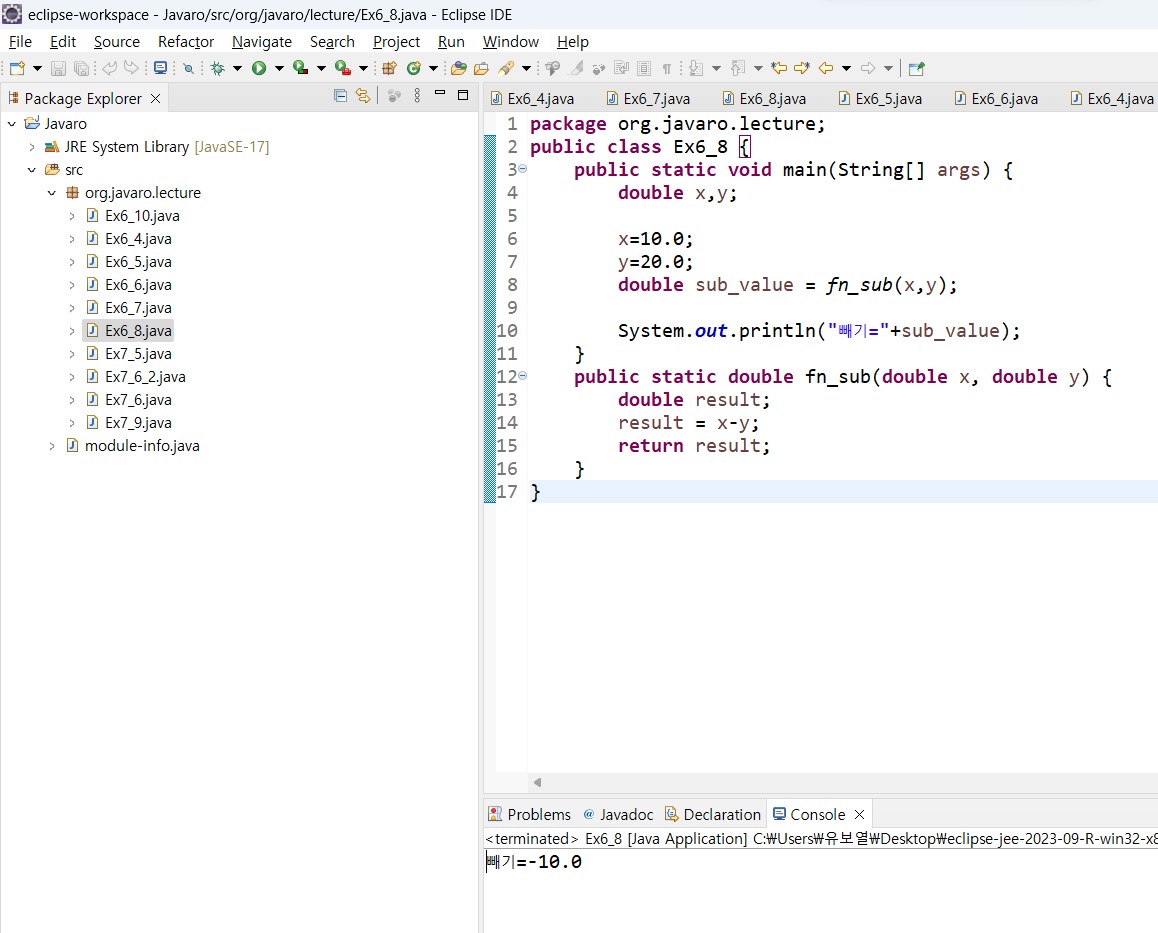 eclipse-workspace - Javaro/src/org/javaro/lecture/Ex6_8.java - Eclipse IDE
File Edit Source Refactor Navigate Search Project Run Window Help
Package Explorer
Javaro
JRE System Library [JavaSE-17]
src
org.javaro.lecture
Ex6_10.java
Ex6_4.java
Ex6_5.java
Ex6_6.java
Ex6_7.java
Ex6_8.java
Ex7_5.java
Ex7_6_2.java
Ex7_6.java
Ex7_9.java
module-info.java
Ex6_4.java Ex6_7.java Ex6_8.java Ex6_5.java Ex6_6.java Ex6_4.java
1 package org.javaro.lecture;
2 public class Ex6_8 {
3 public static void main(String[] args) {
4 double x,y;
5
6 x=10.0;
7 y=20.0;
8 double sub_value = fn_sub(x,y);
9
10 System.out.println("빼기="+sub_value);
11 }
12 public static double fn_sub(double x, double y) {
13 double result;
14 result = x-y;
15 return result;
16 }
17 }
Problems @ Javadoc Declaration Console
<terminated> Ex6_8 [Java Application] C:₩Users₩유보열₩Desktop₩eclipse-jee-2023-09-R-win32-x8
빼기=-10.0